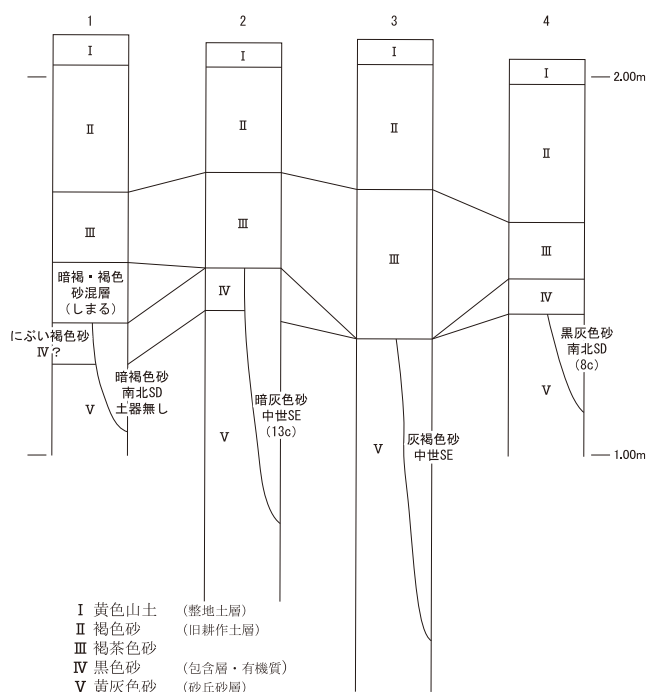 1
2
3
4
Ⅰ
Ⅰ
Ⅰ
Ⅰ
2.00m
Ⅱ
Ⅱ
Ⅱ
Ⅱ
Ⅲ
Ⅲ
Ⅲ
Ⅲ
暗褐・褐色
砂混層
(しまる)
Ⅳ
Ⅳ
にぶい褐色砂
Ⅳ?
暗褐色砂
南北SD
土器無し
Ⅴ
暗灰色砂
中世SE
(13c)
Ⅴ
灰褐色砂
中世SE
Ⅴ
黒灰色砂
南北SD
(8c)
Ⅴ
1.00m
Ⅰ 黄色山土 (整地土層)
Ⅱ 褐色砂 (旧耕作土層)
Ⅲ 褐茶色砂
Ⅳ 黒色砂 (包含層・有機質)
Ⅴ 黄灰色砂 (砂丘砂層)